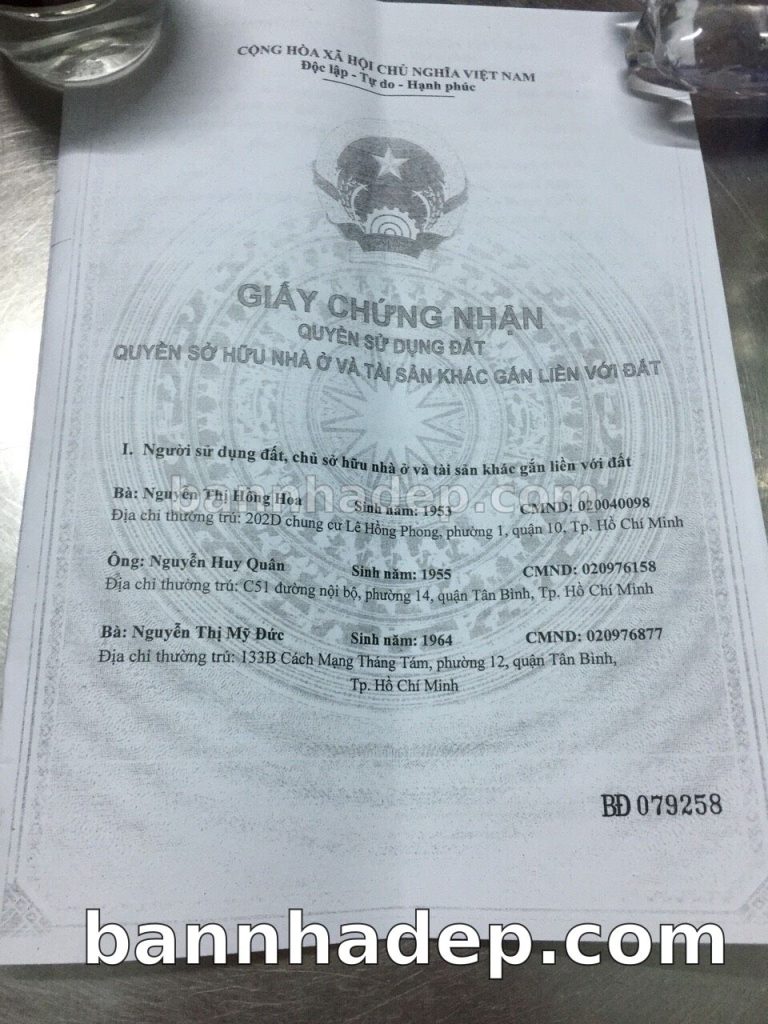 CỘNG HÒA XÃ HỘI CHỦ NGHĨA VIỆT NAM
Độc lập - Tự do - Hạnh phúc
GIẤY CHỨNG NHẬN
QUYỀN SỬ DỤNG ĐẤT
QUYỀN SỞ HỮU NHÀ Ở VÀ TÀI SẢN KHÁC GẮN LIỀN VỚI ĐẤT
I. Người sử dụng đất, chủ sở hữu nhà ở và tài sản khác gắn liền với đất
Bà: Nguyễn Thị Hồng Hoa Sinh năm: 1953 CMND: 020040098
bannhadep.com
Địa chỉ thường trú: 202D chung cư Lê Hồng Phong, phường 1, quận 10, Tp. Hồ Chí Minh
Ông: Nguyễn Huy Quân Sinh năm: 1955 CMND: 020976158
Địa chỉ thường trú: C51 đường nội bộ, phường 14, quận Tân Bình, Tp. Hồ Chí Minh
Bà: Nguyễn Thị Mỹ Đức Sinh năm: 1964 CMND: 020976877
Địa chỉ thường trú: 133B Cách Mạng Tháng Tám, phường 12, quận Tân Bình,
Tp. Hồ Chí Minh
BĐ 079258
bannhadep.com